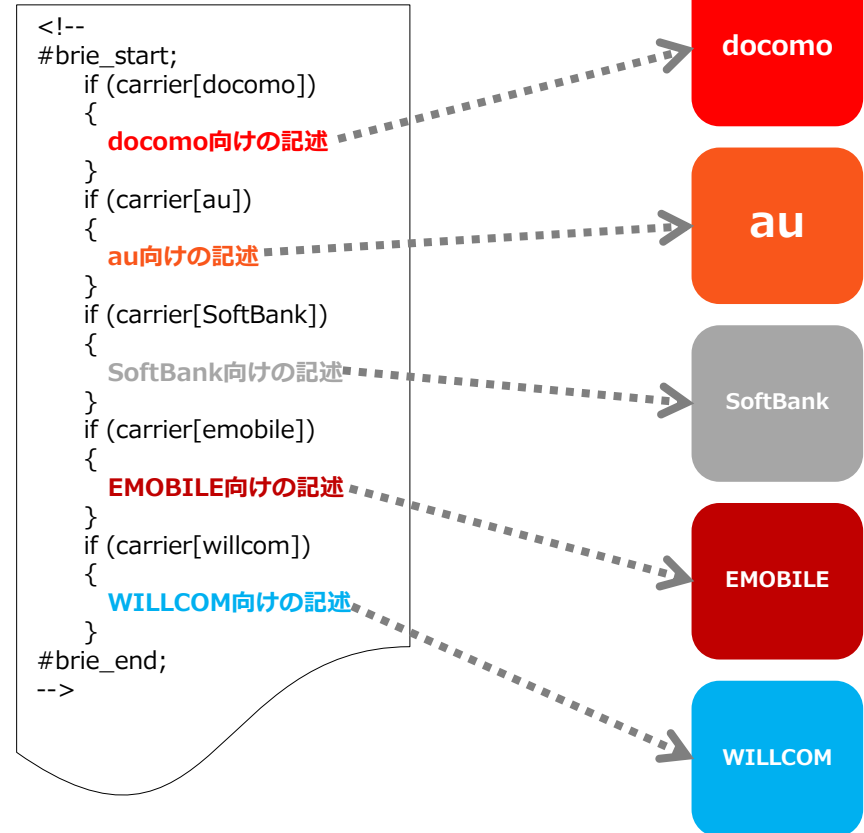 <!--
#brie_start;
if (carrier[docomo])
{
docomo向けの記述
}
if (carrier[au])
{
au向けの記述
}
if (carrier[SoftBank])
{
SoftBank向けの記述
}
if (carrier[emobile])
{
EMOBILE向けの記述
}
if (carrier[willcom])
{
WILLCOM向けの記述
}
#brie_end;
-->
docomo
au
SoftBank
EMOBILE
WILLCOM